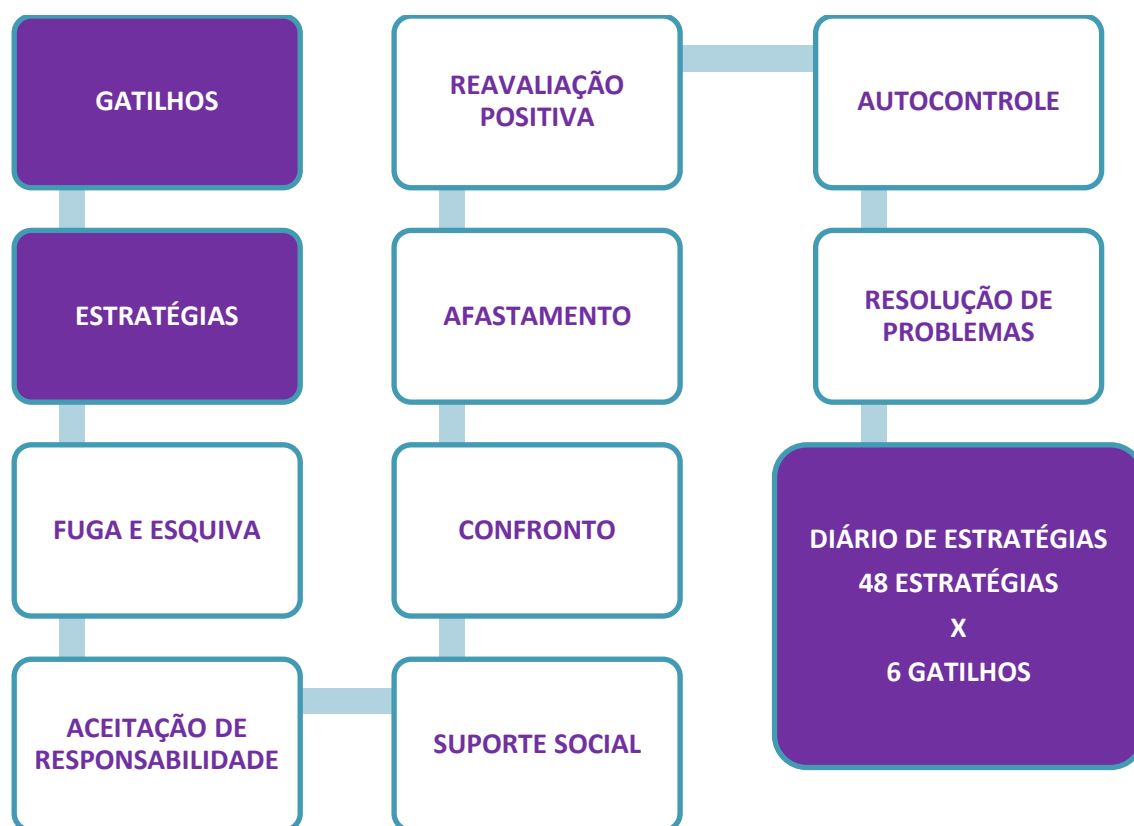 GATILHOS
ESTRATÉGIAS
FUGA E ESQUIVA
ACEITAÇÃO DE
RESPONSABILIDADE
SUPORTE SOCIAL
CONFRONTO
AFASTAMENTO
REAVALIAÇÃO
POSITIVA
AUTOCONTROLE
RESOLUÇÃO DE
PROBLEMAS
DIÁRIO DE ESTRATÉGIAS
48 ESTRATÉGIAS
X
6 GATILHOS